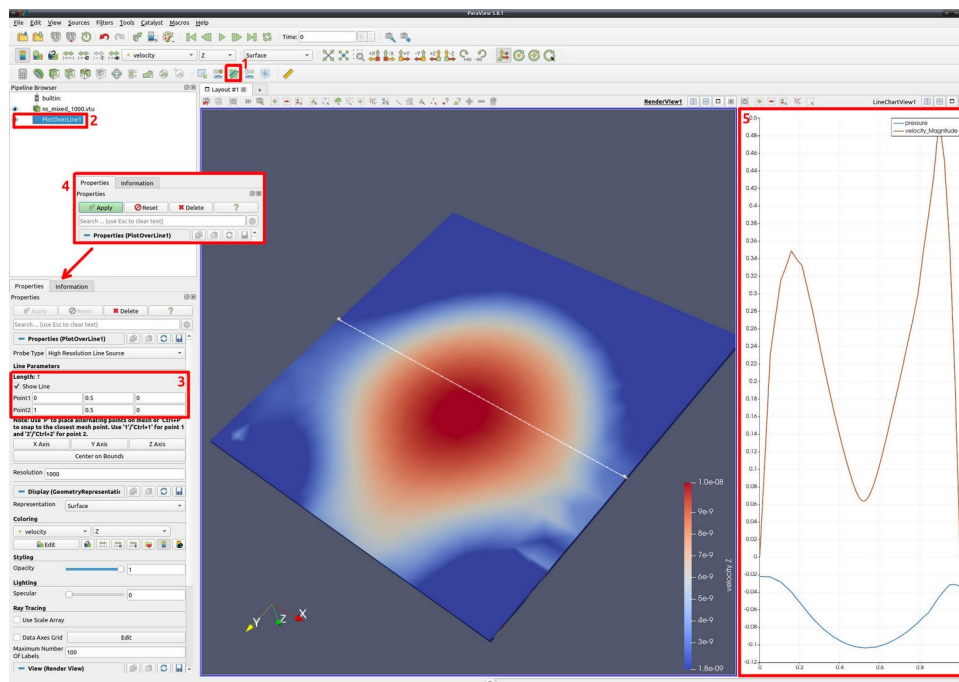 ParaView 5.8.1
File Edit View Sources Filters Tools Catalyst Macros Help
Time: 0
velocity Z Surface
1
Pipeline Browser
builtin:
ns_mixed_1000.vtu
PlotOverLine1
2
4
Properties Information
Properties
Apply Reset Delete ?
Search ... (use Esc to clear text)
Properties (PlotOverLine1)
Properties Information
Properties
Apply Reset Delete ?
Search ... (use Esc to clear text)
Properties (PlotOverLine1)
Probe Type High Resolution Line Source
Line Parameters
Length: 1
3
Show Line
Point1 0 0.5 0
Point2 1 0.5 0
Note: Use 'P' to place alternating points on mesh or 'Ctrl+P'
to snap to the closest mesh point. Use '1'/'Ctrl+1' for point 1
and '2'/'Ctrl+2' for point 2.
X Axis Y Axis Z Axis
Center on Bounds
Resolution 1000
Display (GeometryRepresentatic
Representation Surface
Coloring
velocity Z
Edit
Styling
Opacity 1
Lighting
Specular 0
Ray Tracing
Use Scale Array
Data Axes Grid Edit
Maximum Number
Of Labels 100
View (Render View)
Layout #1
3D
RenderView1
Y Z X
1.0e-08
9e-9
8e-9
7e-9
6e-9
5e-9
4e-9
3e-9
1.8e-09
velocity Z
LineChartView1
5
pressure
velocity_Magnitude
0.5
0.48
0.46
0.44
0.42
0.4
0.38
0.36
0.34
0.32
0.3
0.28
0.26
0.24
0.22
0.2
0.18
0.16
0.14
0.12
0.1
0.08
0.06
0.04
0.02
0
-0.02
-0.04
-0.06
-0.08
-0.1
-0.12
0 0.2 0.4 0.6 0.8